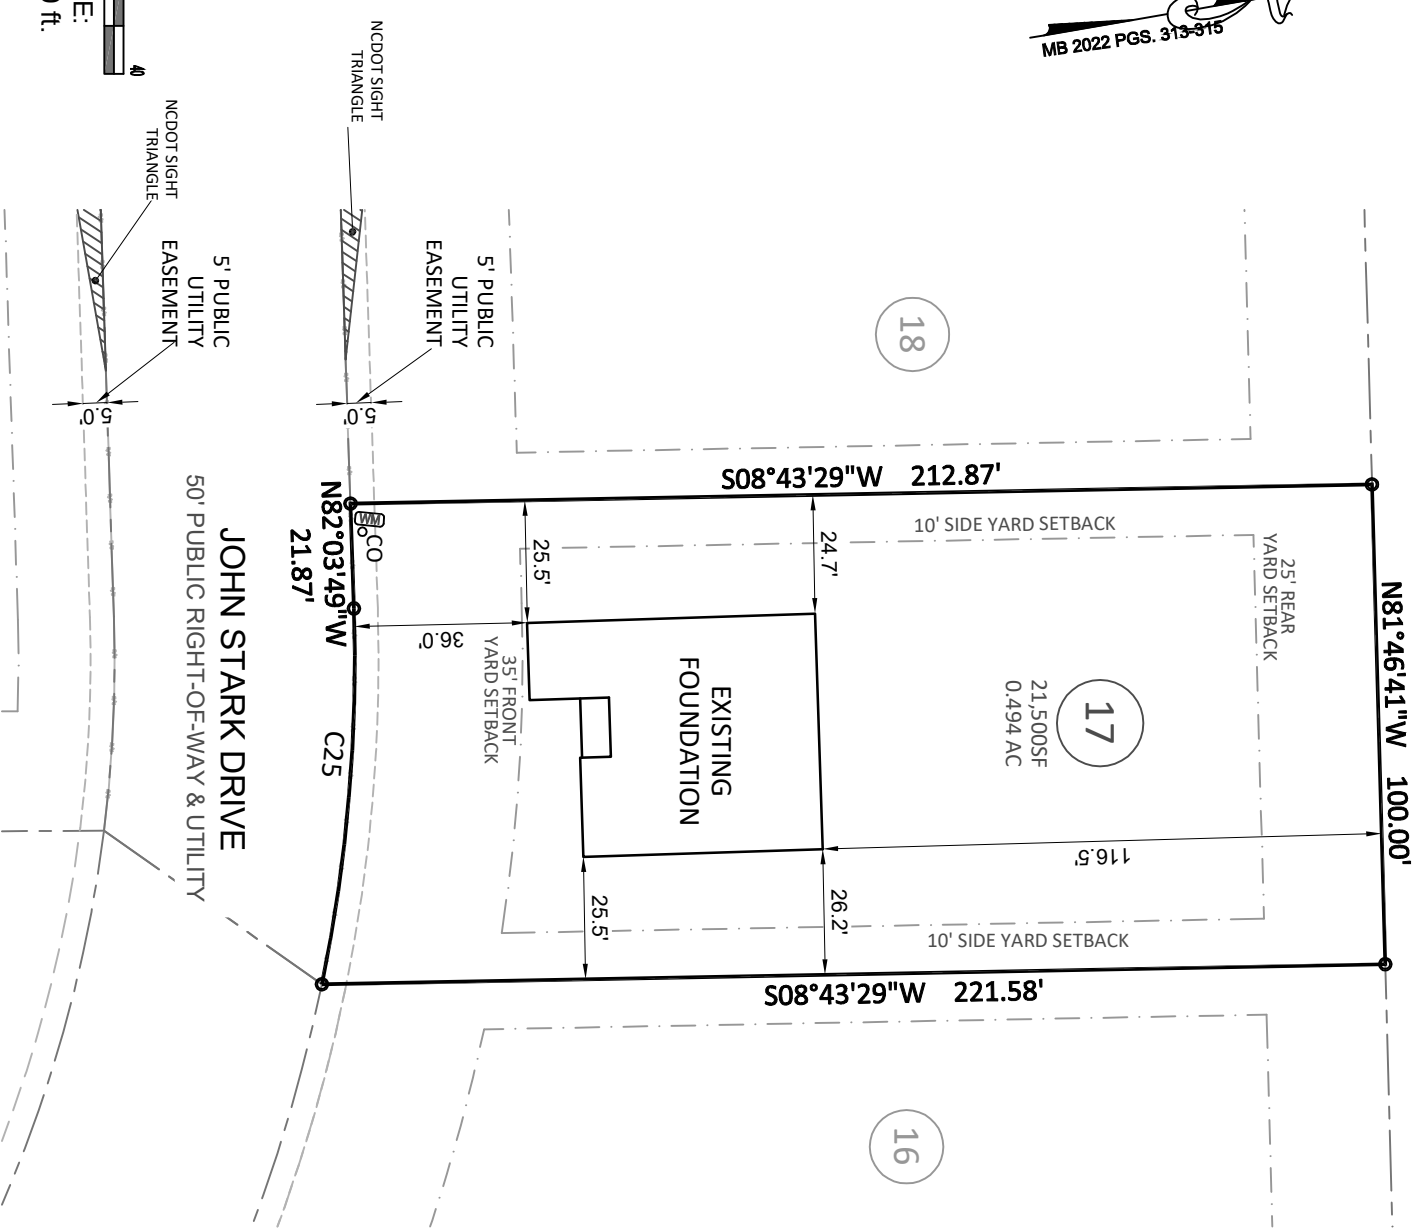 MB 2022 PGS. 313-315
40
E:
ft.
NCDOT SIGHT
TRIANGLE
NCDOT SIGHT
TRIANGLE
5' PUBLIC
UTILITY
EASEMENT
5' PUBLIC
UTILITY
EASEMENT
5.0'
5.0'
18
S08°43'29"W 212.87'
N81°46'41"W 100.00'
10' SIDE YARD SETBACK
25' REAR
YARD SETBACK
WM
CO
N82°03'49"W
21.87'
25.5'
24.7'
36.0'
35' FRONT
YARD SETBACK
EXISTING
FOUNDATION
17
21,500SF
0.494 AC
116.5'
C25
JOHN STARK DRIVE
50' PUBLIC RIGHT-OF-WAY & UTILITY
25.5'
26.2'
10' SIDE YARD SETBACK
S08°43'29"W 221.58'
16